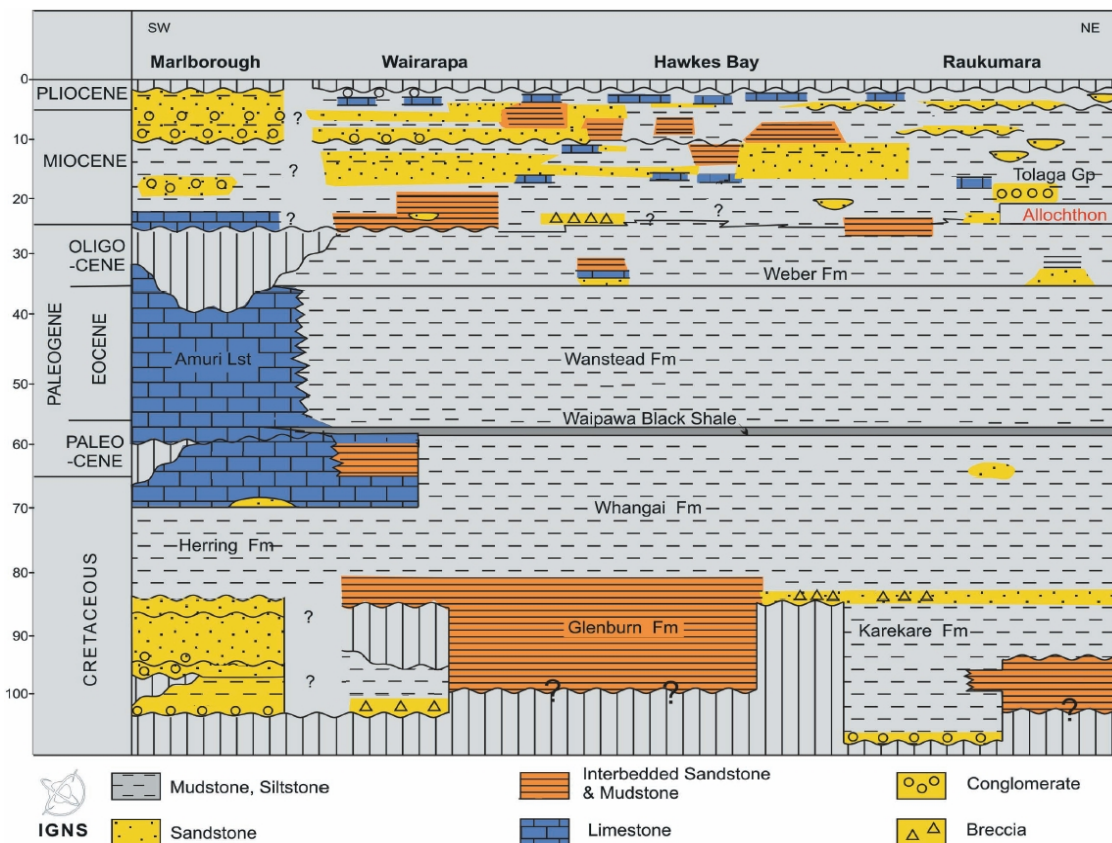 SW
NE
Marlborough
Wairarapa
Hawkes Bay
Raukumara
0
PLIOCENE
10
MIOCENE
20
30
OLIGO
-CENE
40
50
60
PALEOGENE
EOCENE
PALEO
-CENE
70
80
90
100
CRETACEOUS
?
?
?
?
?
Tolaga Gp
Allochthon
Weber Fm
Amuri Lst
Wanstead Fm
Waipawa Black Shale
Whangai Fm
Herring Fm
?
?
Glenburn Fm
?
?
Karekare Fm
?
IGNS
Mudstone, Siltstone
Sandstone
Interbedded Sandstone
& Mudstone
Limestone
Conglomerate
Breccia